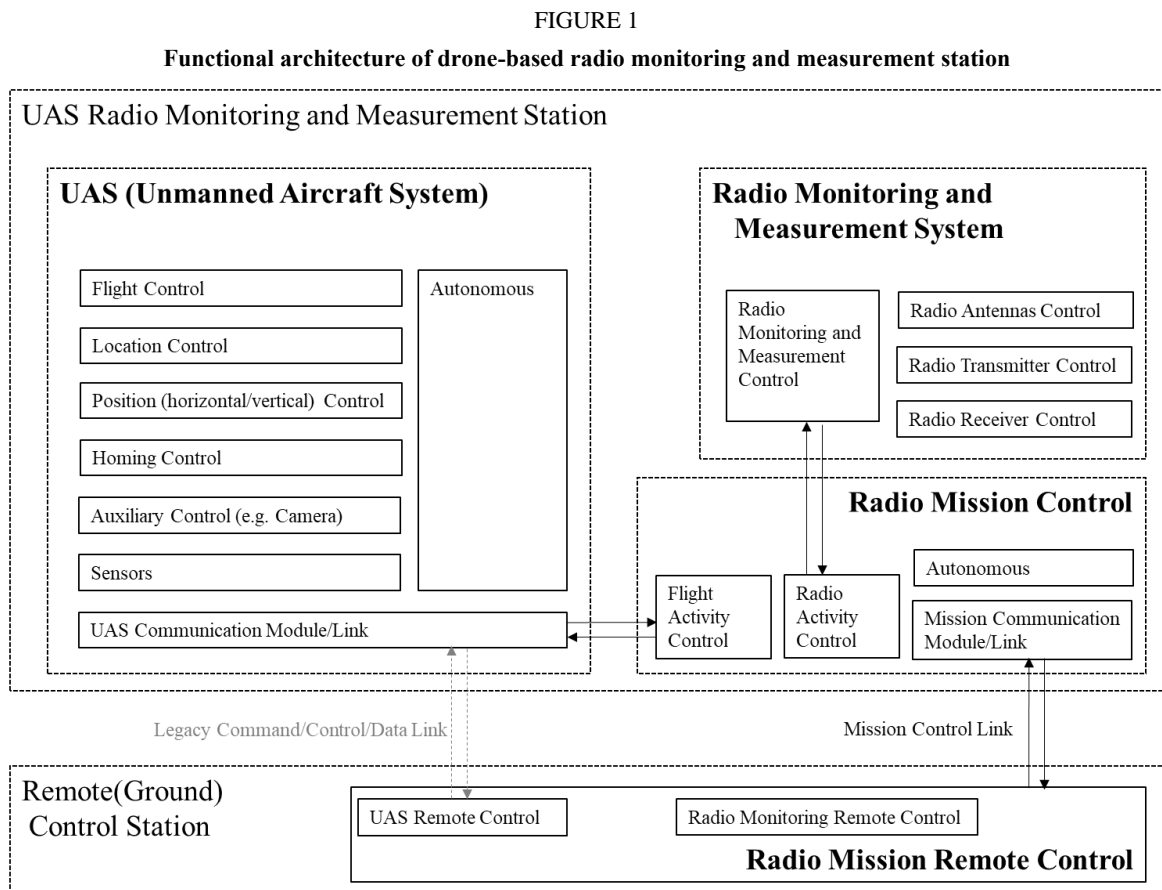 FIGURE 1
Functional architecture of drone-based radio monitoring and measurement station
UAS Radio Monitoring and Measurement Station
UAS (Unmanned Aircraft System)
Flight Control
Location Control
Position (horizontal/vertical) Control
Homing Control
Auxiliary Control (e.g. Camera)
Sensors
Autonomous
UAS Communication Module/Link
Radio Monitoring and
Measurement System
Radio
Monitoring and
Measurement
Control
Radio Antennas Control
Radio Transmitter Control
Radio Receiver Control
Radio Mission Control
Flight
Activity
Control
Radio
Activity
Control
Autonomous
Mission Communication
Module/Link
Legacy Command/Control/Data Link
Mission Control Link
Remote(Ground)
Control Station
UAS Remote Control
Radio Monitoring Remote Control
Radio Mission Remote Control